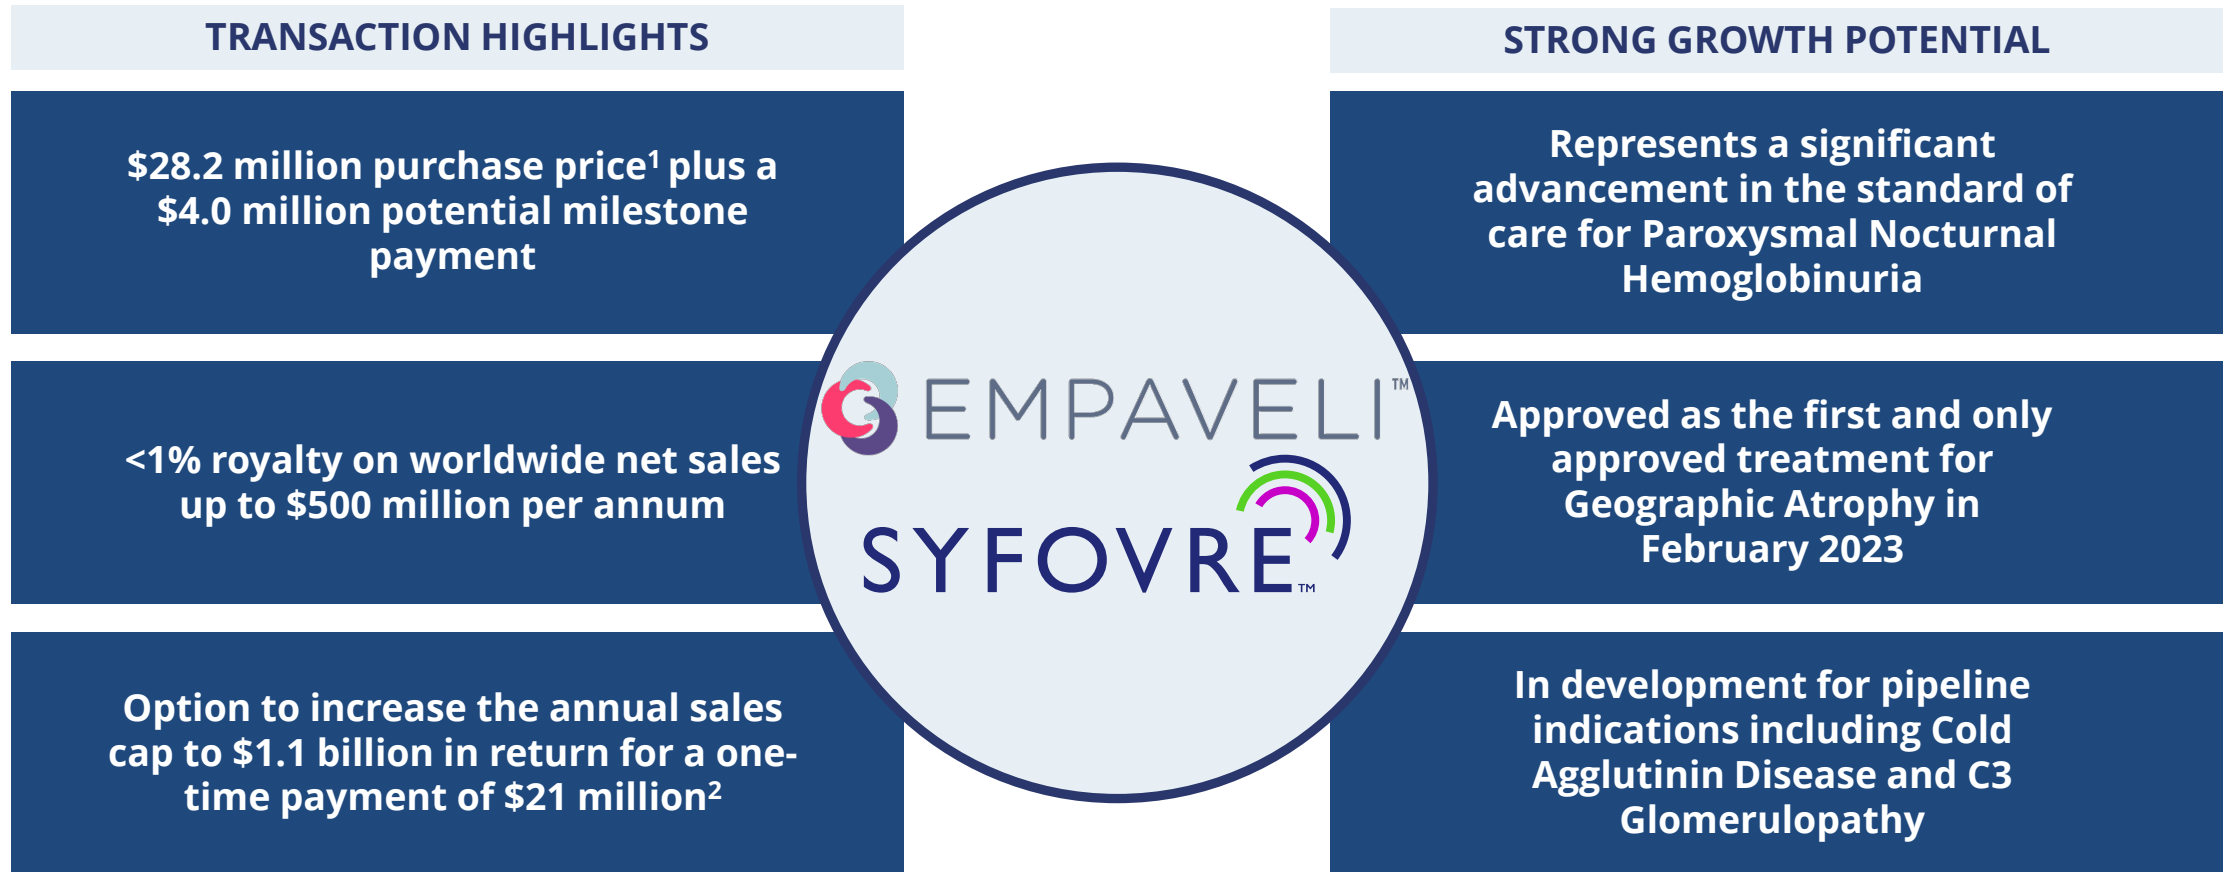 TRANSACTION HIGHLIGHTS
$28.2 million purchase price¹ plus a
$4.0 million potential milestone
payment
<1% royalty on worldwide net sales
up to $500 million per annum
Option to increase the annual sales
cap to $1.1 billion in return for a one-
time payment of $21 million²
EMPAVELI™
SYFOVRE™
STRONG GROWTH POTENTIAL
Represents a significant
advancement in the standard of
care for Paroxysmal Nocturnal
Hemoglobinuria
Approved as the first and only
approved treatment for
Geographic Atrophy in
February 2023
In development for pipeline
indications including Cold
Agglutinin Disease and C3
Glomerulopathy